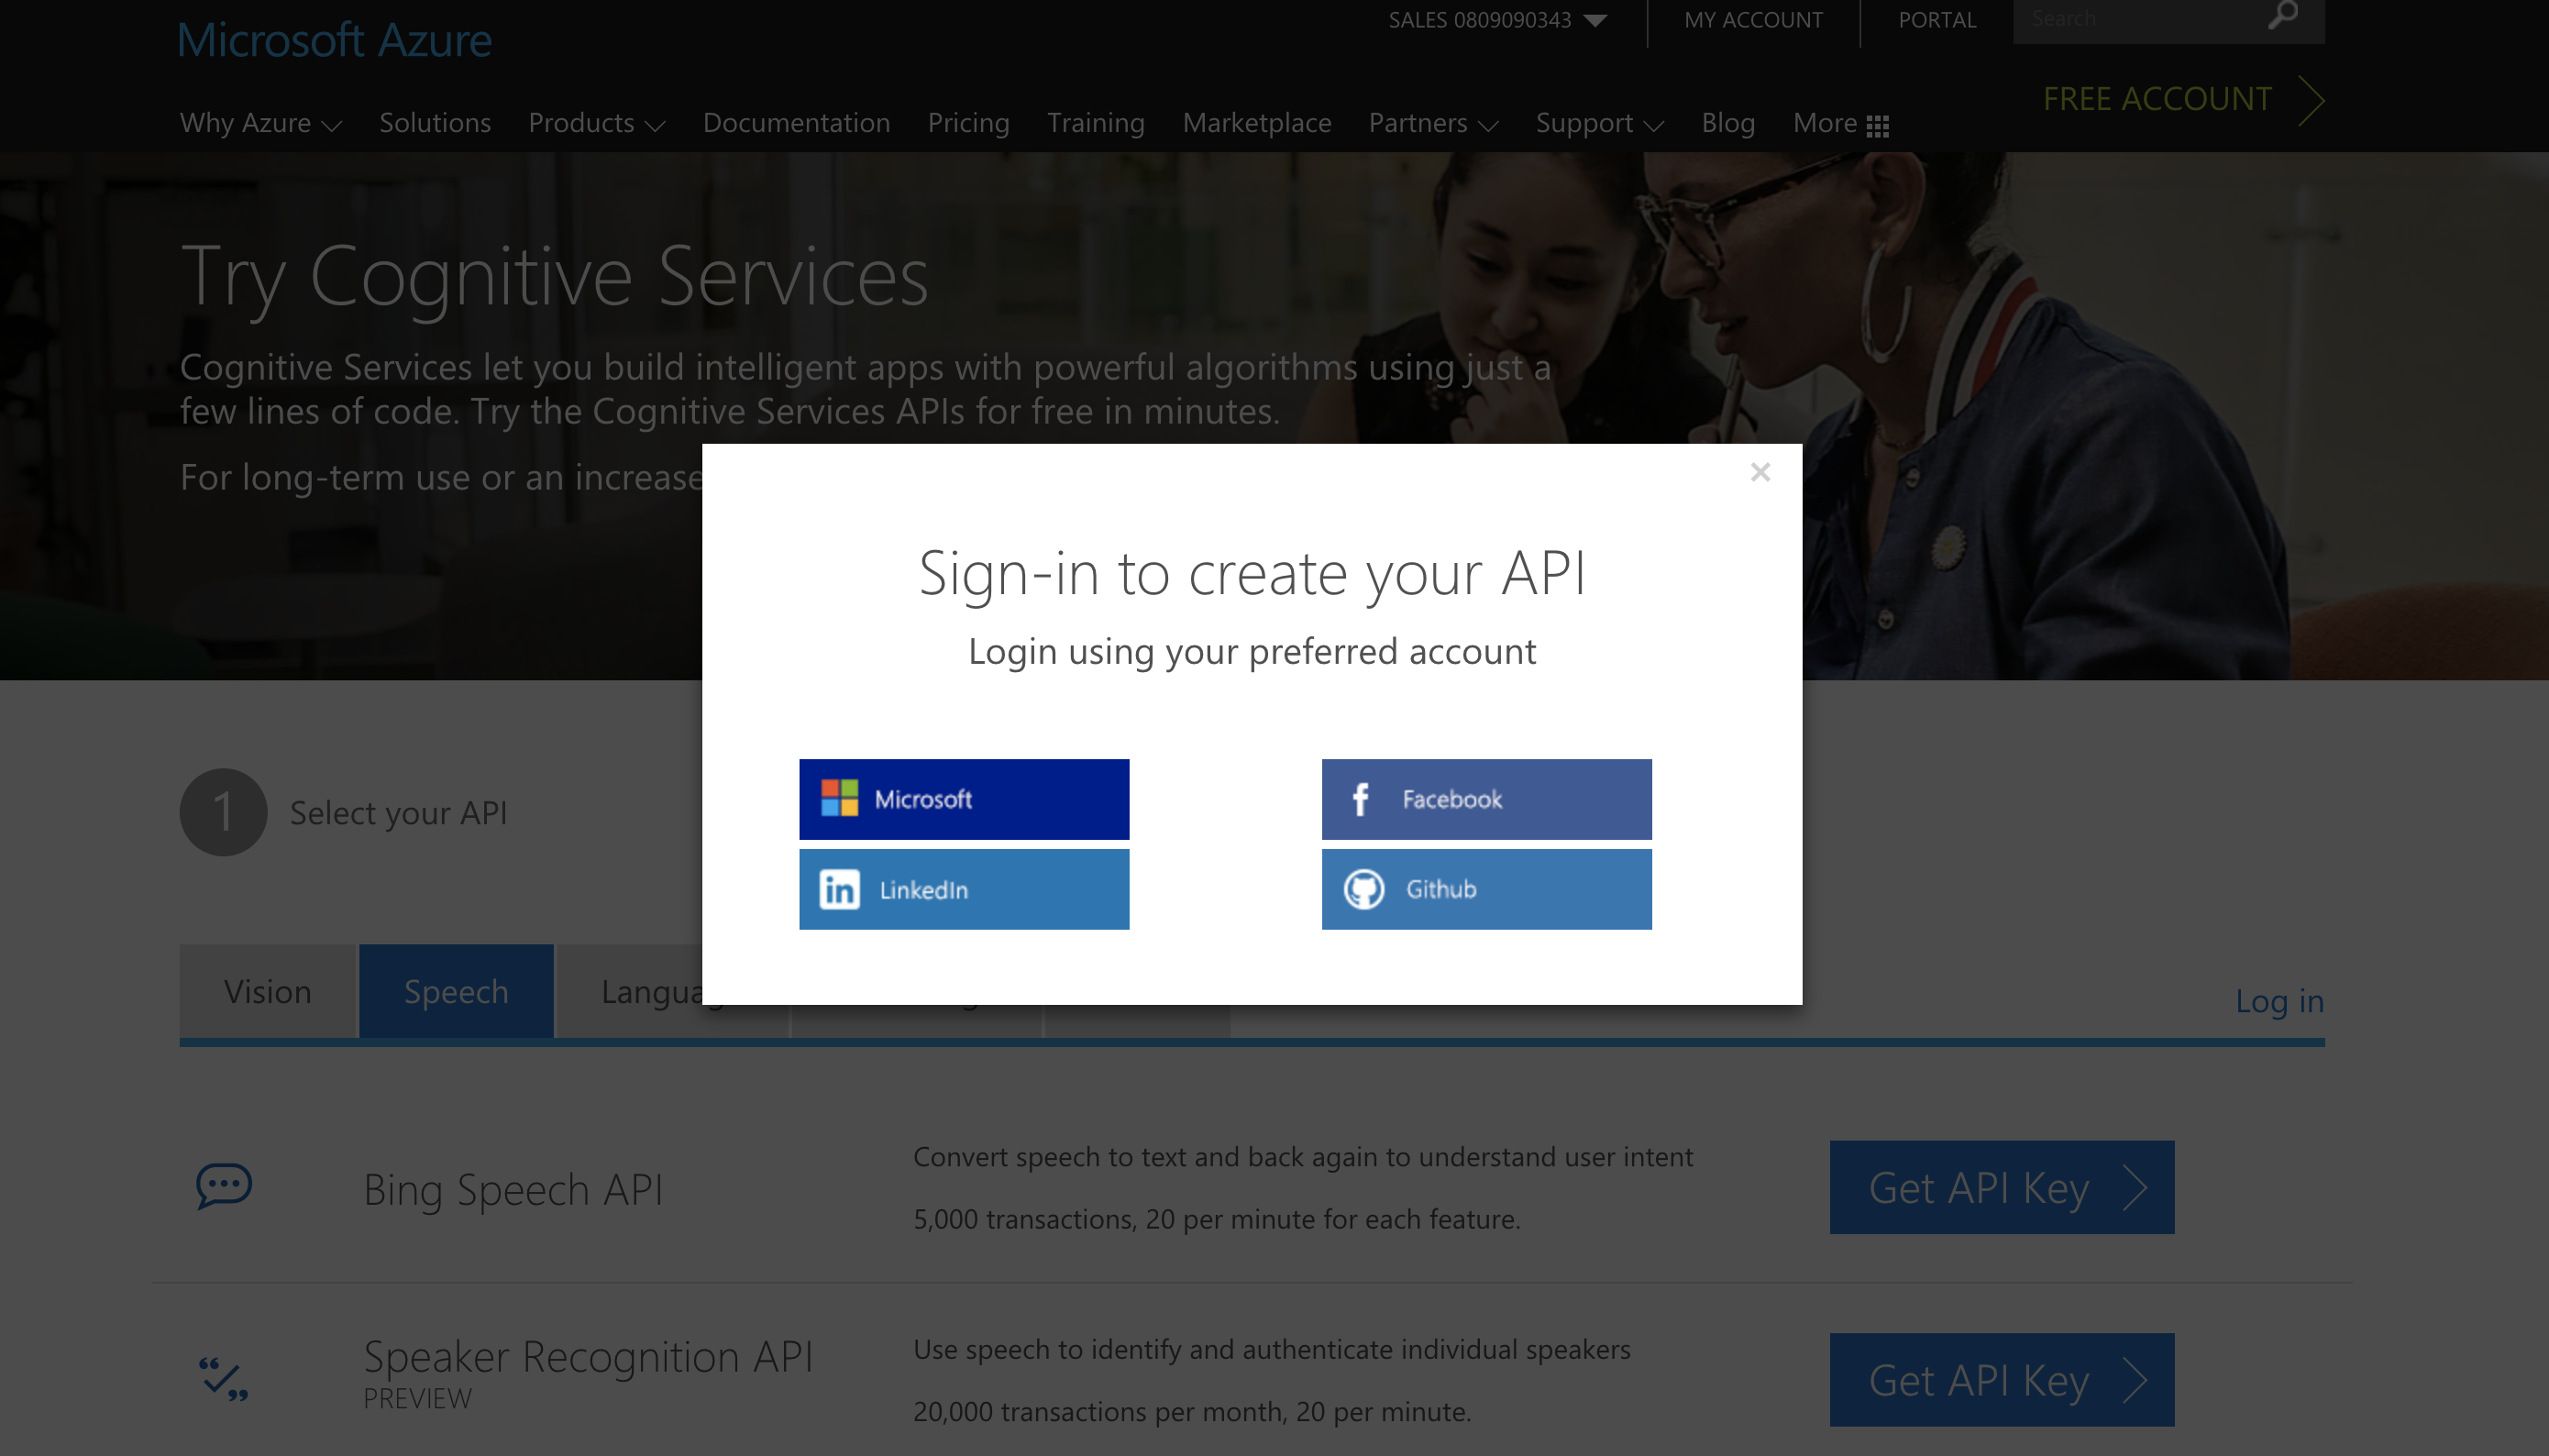 Microsoft Azure
SALES 0809090343
MY ACCOUNT
PORTAL
Search
FREE ACCOUNT
Why Azure
Solutions
Products
Documentation
Pricing
Training
Marketplace
Partners
Support
Blog
More
Try Cognitive Services
Cognitive Services let you build intelligent apps with powerful algorithms using just a
few lines of code. Try the Cognitive Services APIs for free in minutes.
For long-term use or an increase
×
Sign-in to create your API
Login using your preferred account
Microsoft
Facebook
LinkedIn
Github
1
Select your API
Vision
Speech
Log in
Bing Speech API
Convert speech to text and back again to understand user intent
5,000 transactions, 20 per minute for each feature.
Get API Key
Speaker Recognition API
PREVIEW
Use speech to identify and authenticate individual speakers
20,000 transactions per month, 20 per minute.
Get API Key